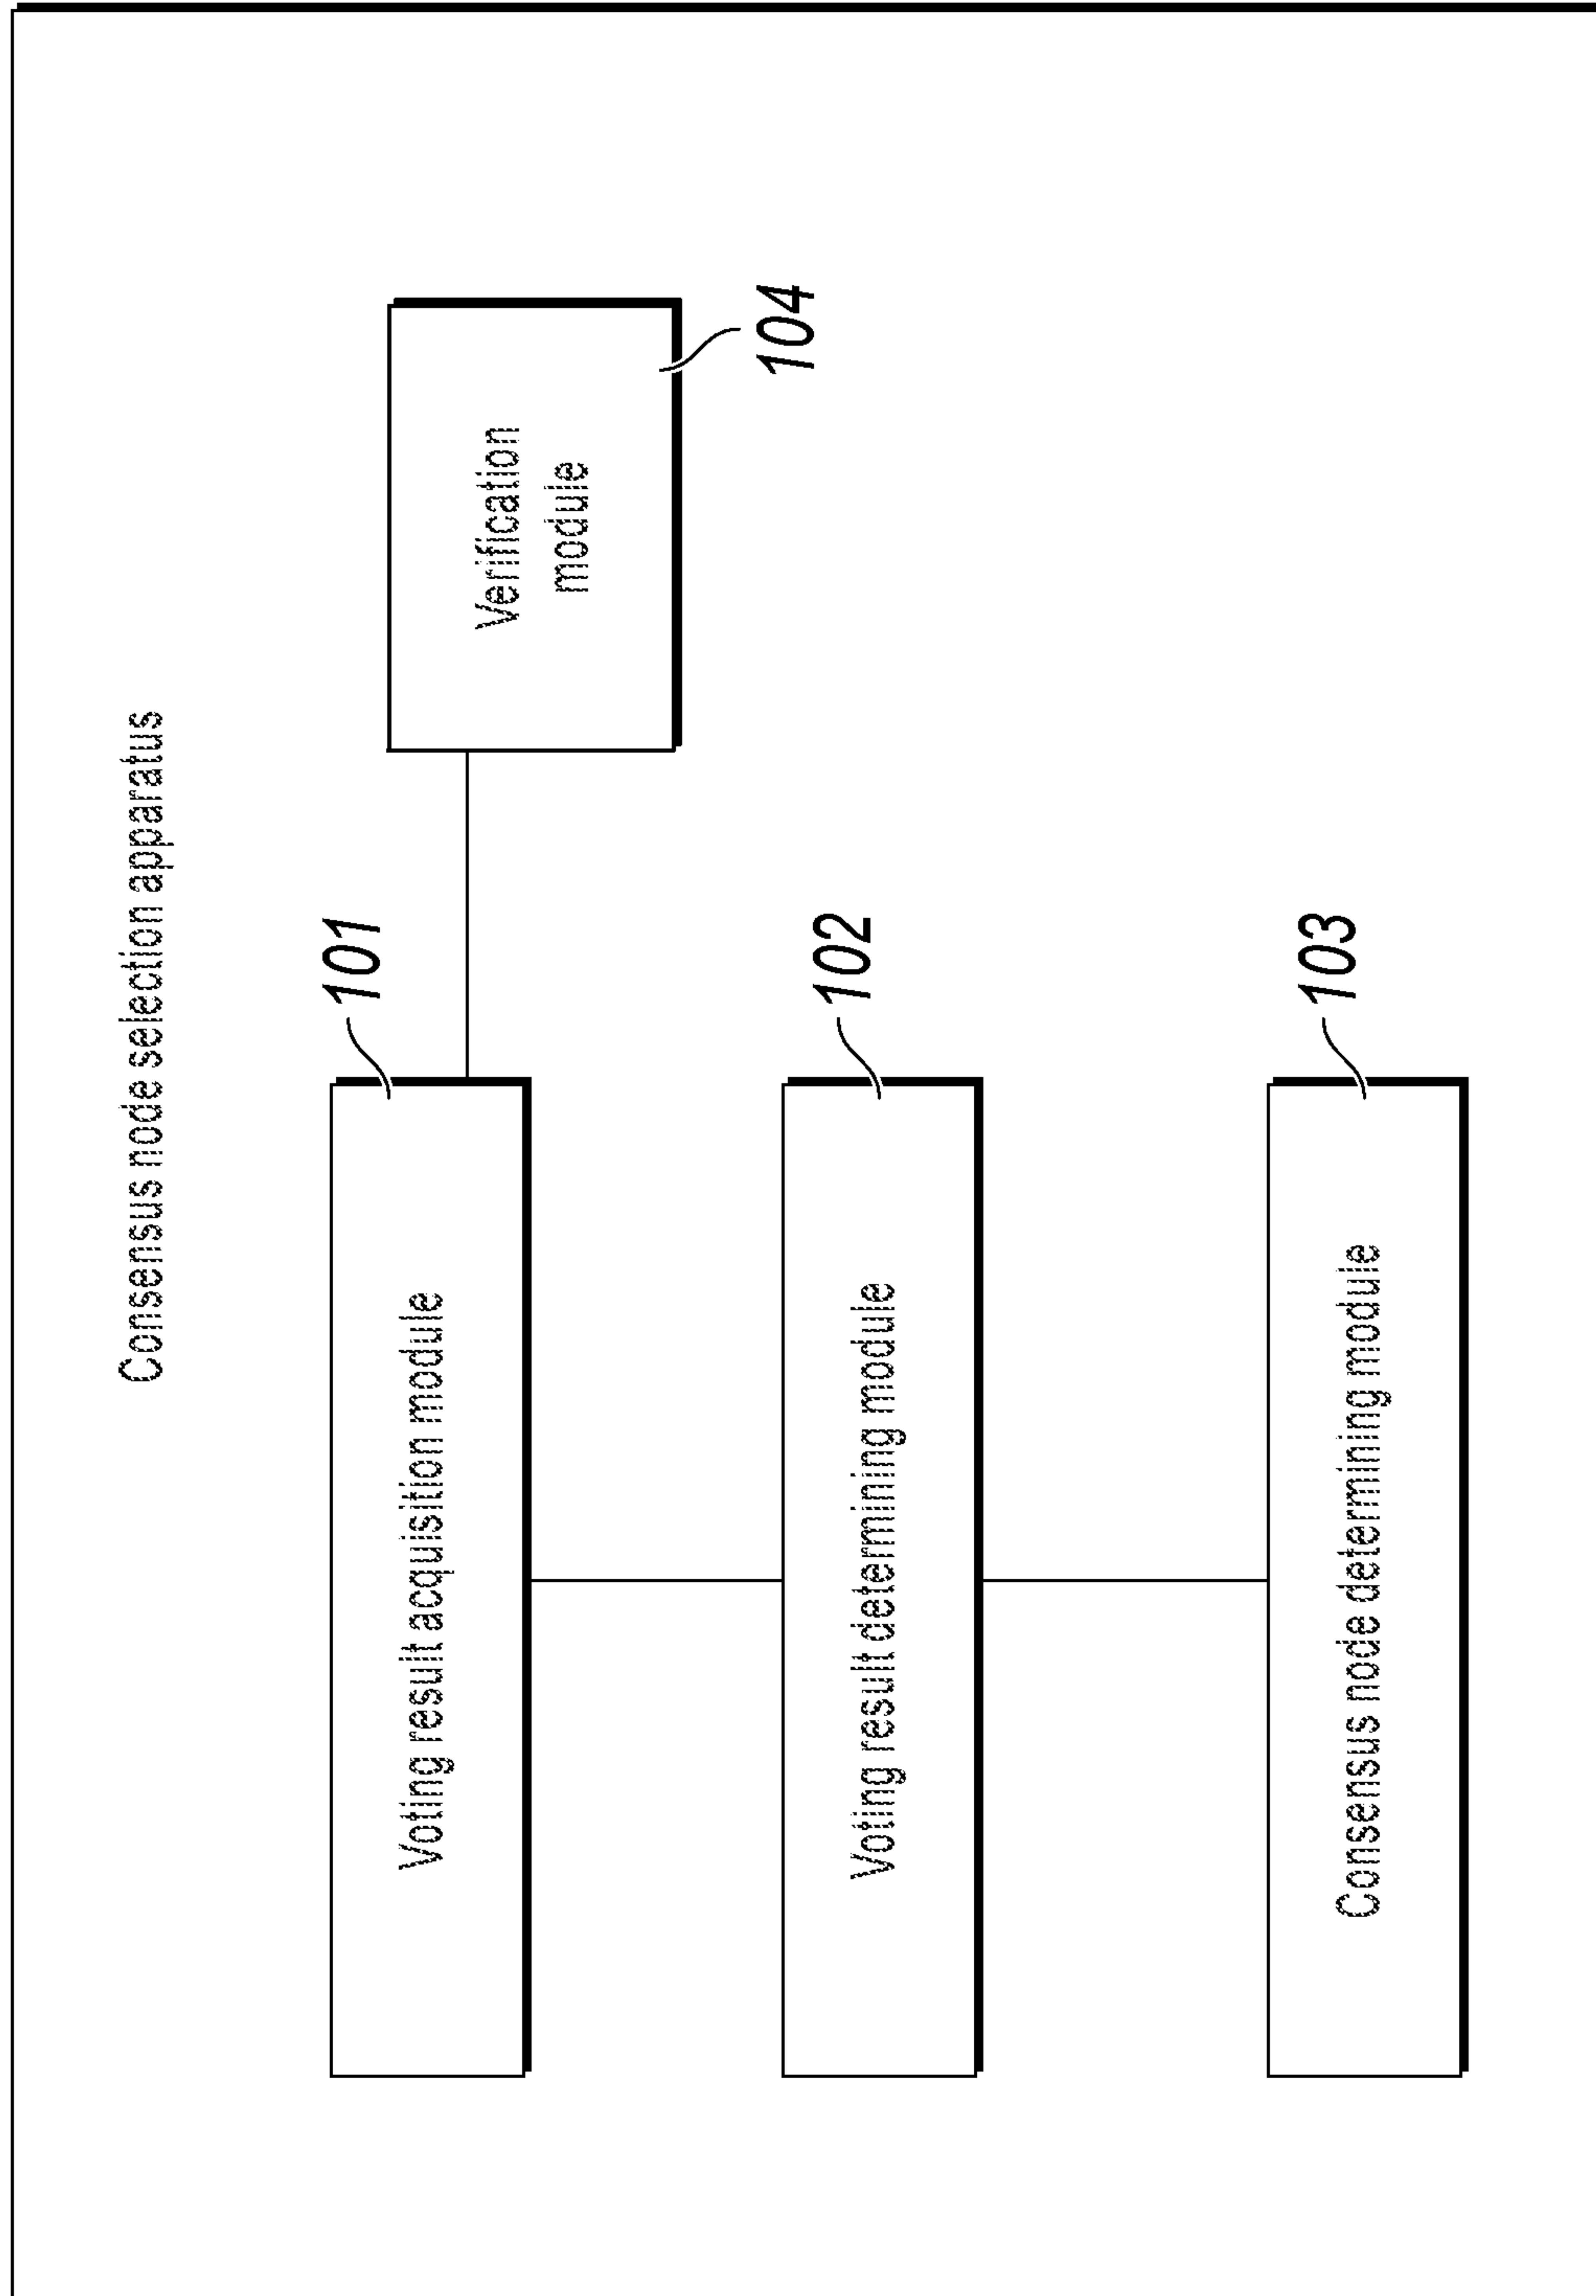 Consensus node selection apparatus
101
Voting result acquisition module
Verification
module
104
102
Voting result determining module
103
Consensus node determining module